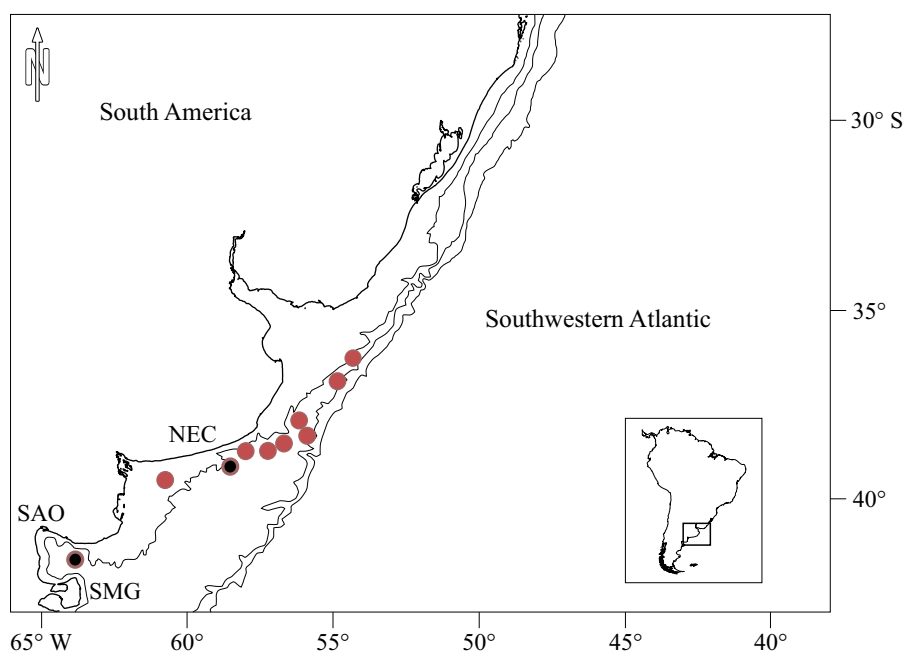 N
South America
30° S
35°
Southwestern Atlantic
NEC
40°
SAO
SMG
65° W
60°
55°
50°
45°
40°